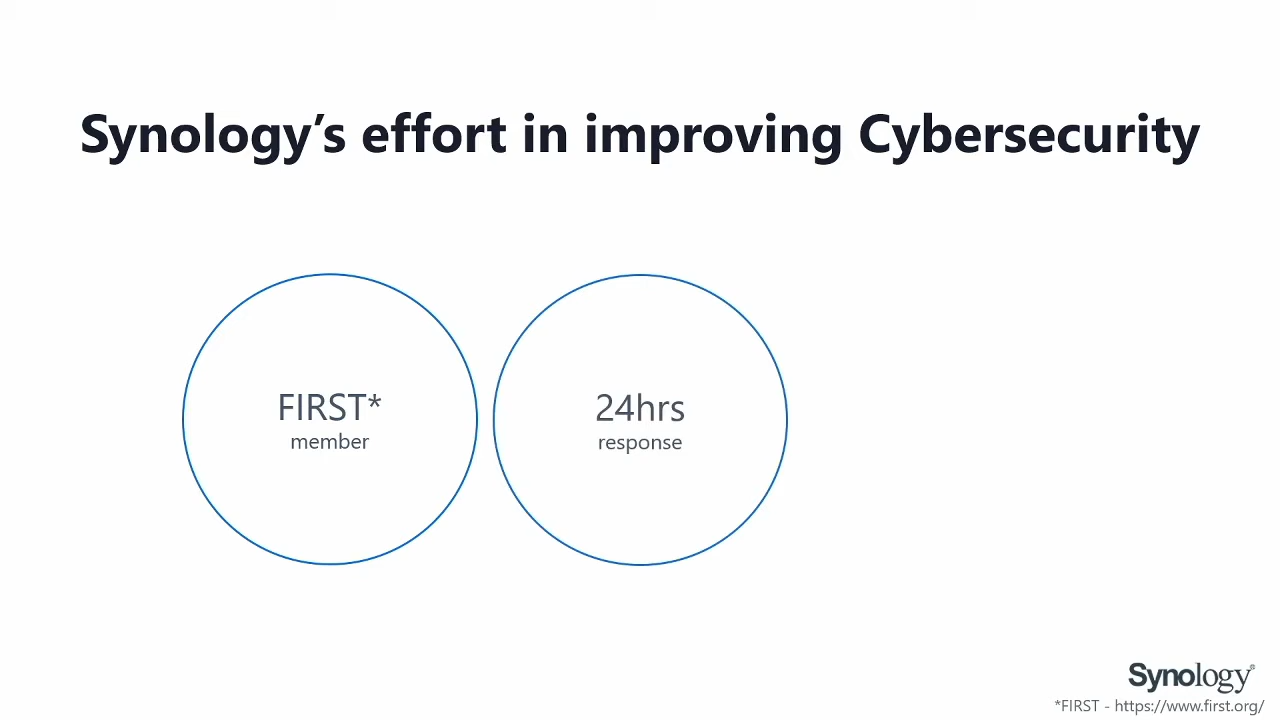 Synology’s effort in improving Cybersecurity
FIRST*
member
24hrs
response
Synology®
*FIRST - https://www.first.org/